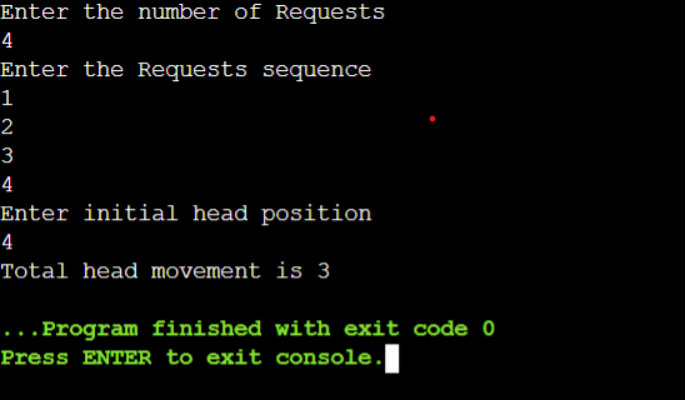 Enter the number of Requests
4
Enter the Requests sequence
1
2
3
4
Enter initial head position
4
Total head movement is 3
...Program finished with exit code 0
Press ENTER to exit console.